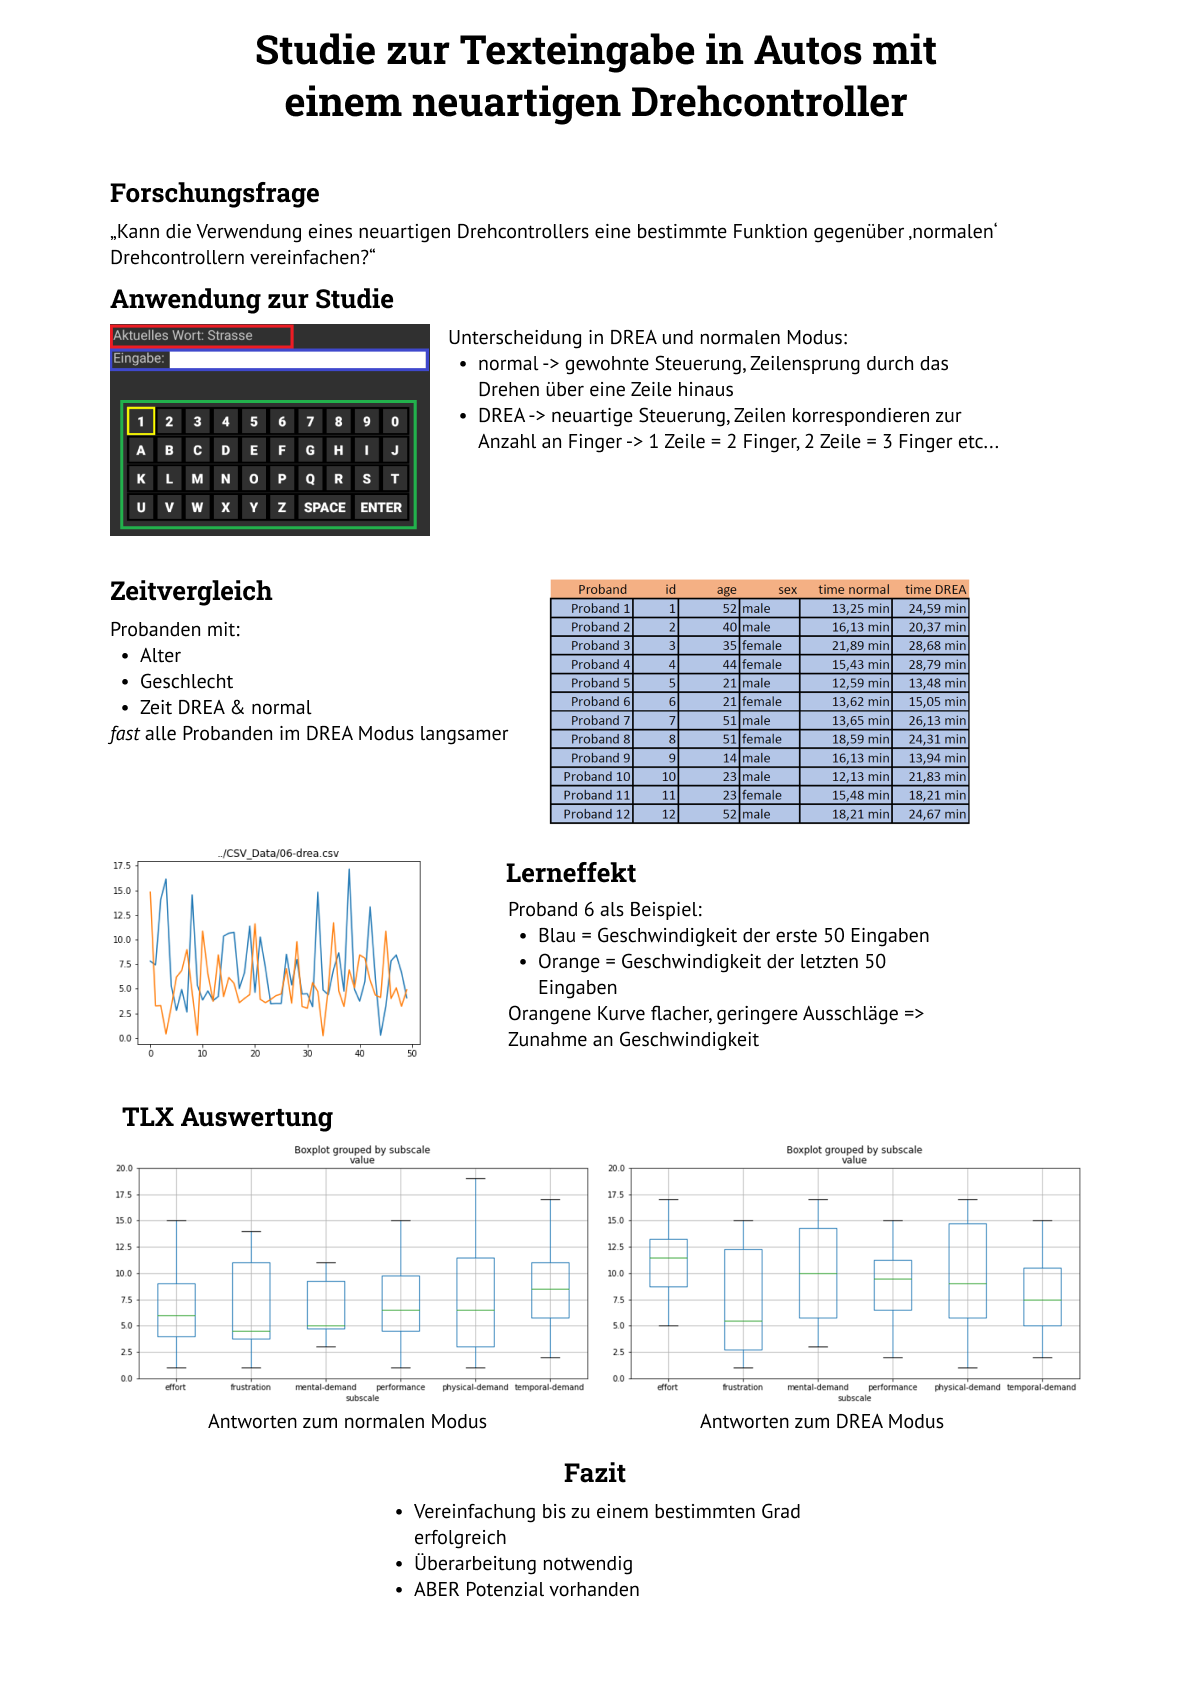 Studie zur Texteingabe in Autos mit
einem neuartigen Drehcontroller
Forschungsfrage
„Kann die Verwendung eines neuartigen Drehcontrollers eine bestimmte Funktion gegenüber ‚normalen‘
Drehcontrollern vereinfachen?“
Anwendung zur Studie
Aktuelles Wort: Strasse
Eingabe:
1 2 3 4 5 6 7 8 9 0
A B C D E F G H I J
K L M N O P Q R S T
U V W X Y Z SPACE ENTER
Unterscheidung in DREA und normalen Modus:
• normal -> gewohnte Steuerung, Zeilensprung durch das
Drehen über eine Zeile hinaus
• DREA -> neuartige Steuerung, Zeilen korrespondieren zur
Anzahl an Finger -> 1 Zeile = 2 Finger, 2 Zeile = 3 Finger etc...
Zeitvergleich
Probanden mit:
• Alter
• Geschlecht
• Zeit DREA & normal
fast alle Probanden im DREA Modus langsamer
Proband id age sex time normal time DREA
Proband 1 1 52 male 13,25 min 24,59 min
Proband 2 2 40 male 16,13 min 20,37 min
Proband 3 3 35 female 21,89 min 28,68 min
Proband 4 4 44 female 15,43 min 28,79 min
Proband 5 5 21 male 12,59 min 13,48 min
Proband 6 6 21 female 13,62 min 15,05 min
Proband 7 7 51 male 13,65 min 26,13 min
Proband 8 8 51 female 18,59 min 24,31 min
Proband 9 9 14 male 16,13 min 13,94 min
Proband 10 10 23 male 12,13 min 21,83 min
Proband 11 11 23 female 15,48 min 18,21 min
Proband 12 12 52 male 18,21 min 24,67 min
../CSV_Data/06-drea.csv
17.5
15.0
12.5
10.0
7.5
5.0
2.5
0.0
0 10 20 30 40 50
Lerneffekt
Proband 6 als Beispiel:
• Blau = Geschwindigkeit der erste 50 Eingaben
• Orange = Geschwindigkeit der letzten 50
Eingaben
Orangene Kurve flacher, geringere Ausschläge =>
Zunahme an Geschwindigkeit
TLX Auswertung
Boxplot grouped by subscale
value
20.0
17.5
15.0
12.5
10.0
7.5
5.0
2.5
0.0
effort frustration mental-demand performance physical-demand temporal-demand
subscale
Antworten zum normalen Modus
Boxplot grouped by subscale
value
20.0
17.5
15.0
12.5
10.0
7.5
5.0
2.5
0.0
effort frustration mental-demand performance physical-demand temporal-demand
subscale
Antworten zum DREA Modus
Fazit
• Vereinfachung bis zu einem bestimmten Grad
erfolgreich
• Überarbeitung notwendig
• ABER Potenzial vorhanden